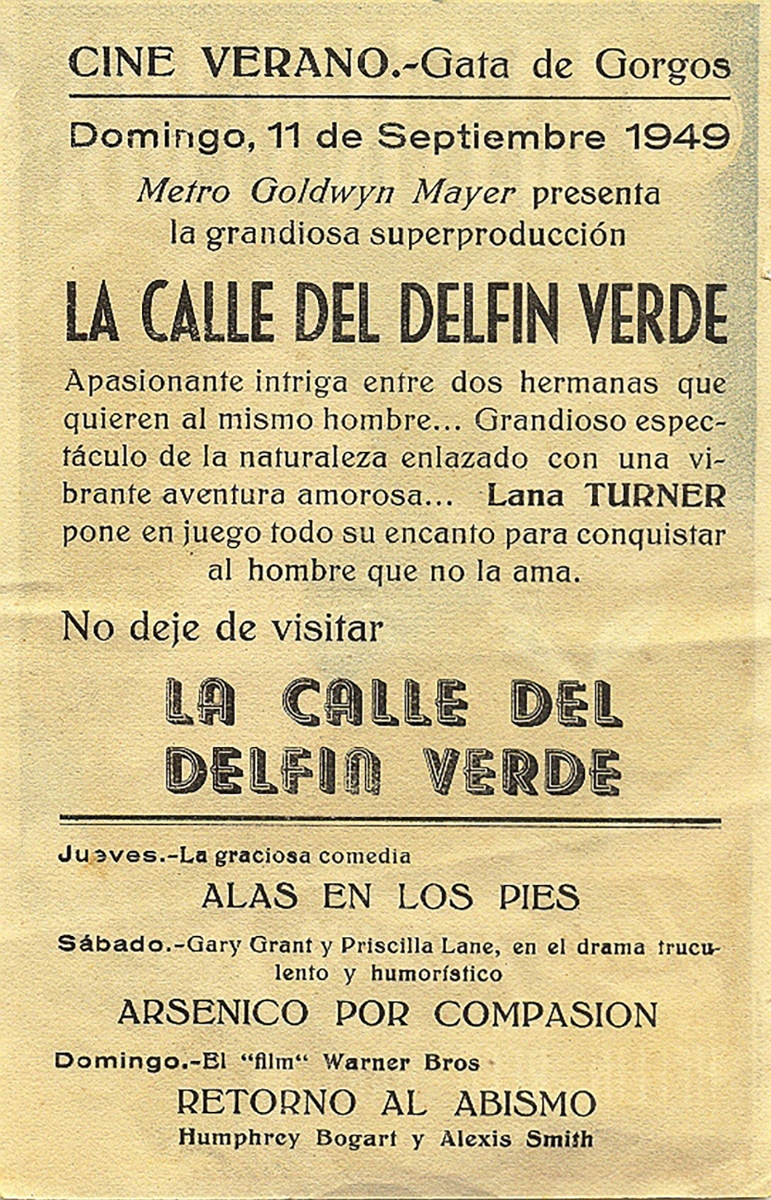 CINE VERANO.-Gata de Gorgos
Domingo, 11 de Septiembre 1949
Metro Goldwyn Mayer presenta
la grandiosa superproducción
LA CALLE DEL DELFIN VERDE
Apasionante intriga entre dos hermanas que
quieren al mismo hombre... Grandioso espec-
táculo de la naturaleza enlazado con una vi-
brante aventura amorosa... Lana TURNER
pone en juego todo su encanto para conquistar
al hombre que no la ama.
No deje de visitar
LA CALLE DEL
DELFIN VERDE
Jueves.-La graciosa comedia
ALAS EN LOS PIES
Sábado.-Gary Grant y Priscilla Lane, en el drama trucu-
lento y humorístico
ARSENICO POR COMPASION
Domingo.-El “film“ Warner Bros
RETORNO AL ABISMO
Humphrey Bogart y Alexis Smith